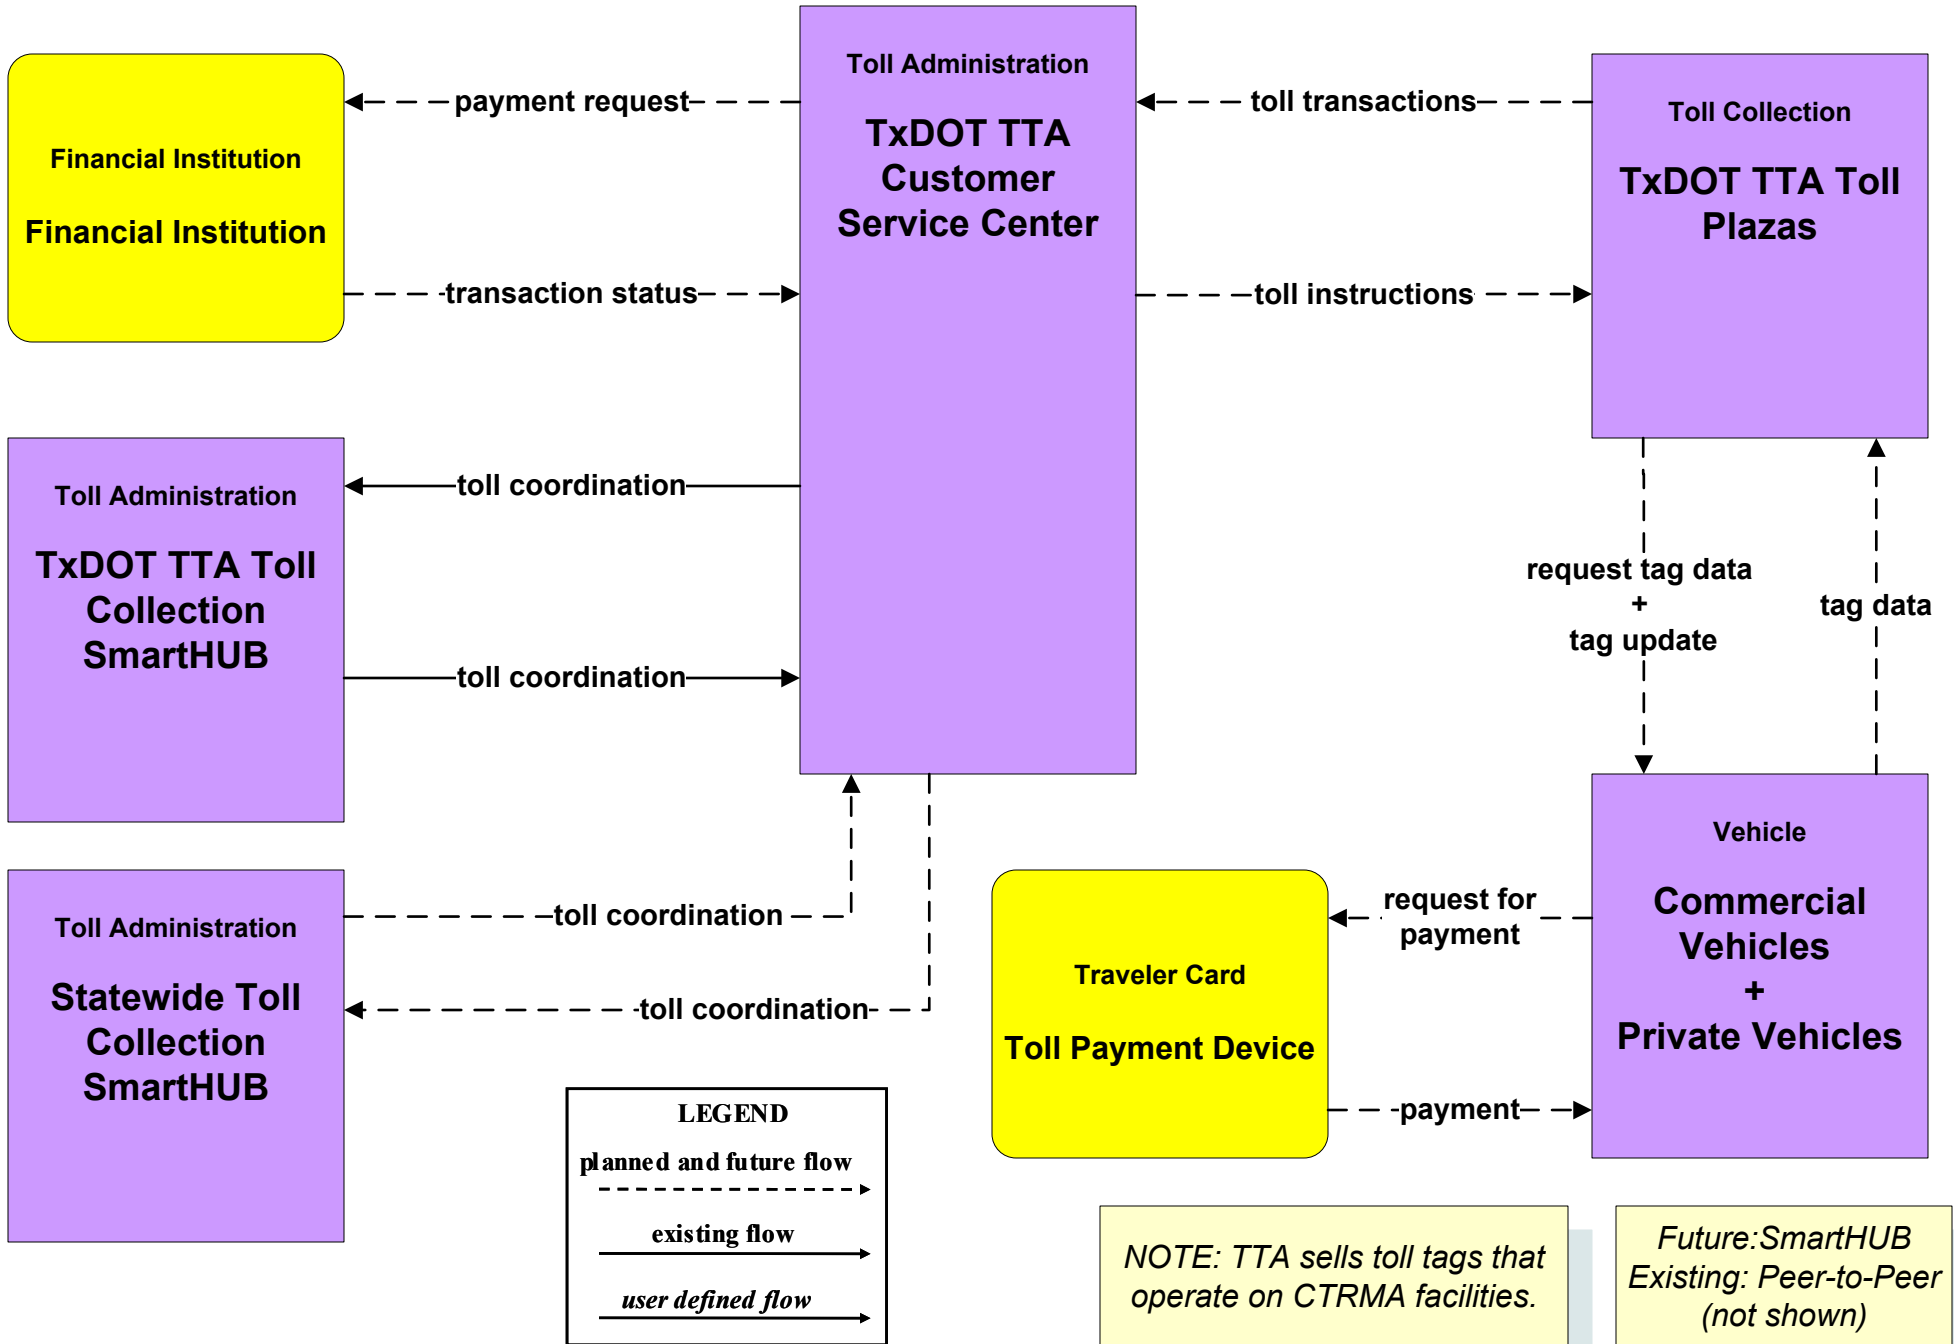 Toll Administration
TxDOT TTA
Customer
Service Center
Financial Institution
Financial Institution
payment request
transaction status
toll transactions
toll instructions
Toll Collection
TxDOT TTA Toll
Plazas
Toll Administration
TxDOT TTA Toll
Collection
SmartHUB
toll coordination
toll coordination
request tag data
+
tag update
tag data
Toll Administration
Statewide Toll
Collection
SmartHUB
toll coordination
toll coordination
Traveler Card
Toll Payment Device
request for
payment
payment
Vehicle
Commercial
Vehicles
+
Private Vehicles
LEGEND
planned and future flow
existing flow
user defined flow
NOTE: TTA sells toll tags that
operate on CTRMA facilities.
Future:SmartHUB
Existing: Peer-to-Peer
(not shown)